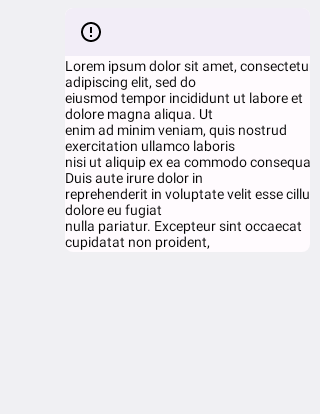 Lorem ipsum dolor sit amet, consectetu
adipiscing elit, sed do
eiusmod tempor incididunt ut labore et
dolore magna aliqua. Ut
enim ad minim veniam, quis nostrud
exercitation ullamco laboris
nisi ut aliquip ex ea commodo consequa
Duis aute irure dolor in
reprehenderit in voluptate velit esse cillu
dolore eu fugiat
nulla pariatur. Excepteur sint occaecat
cupidatat non proident,